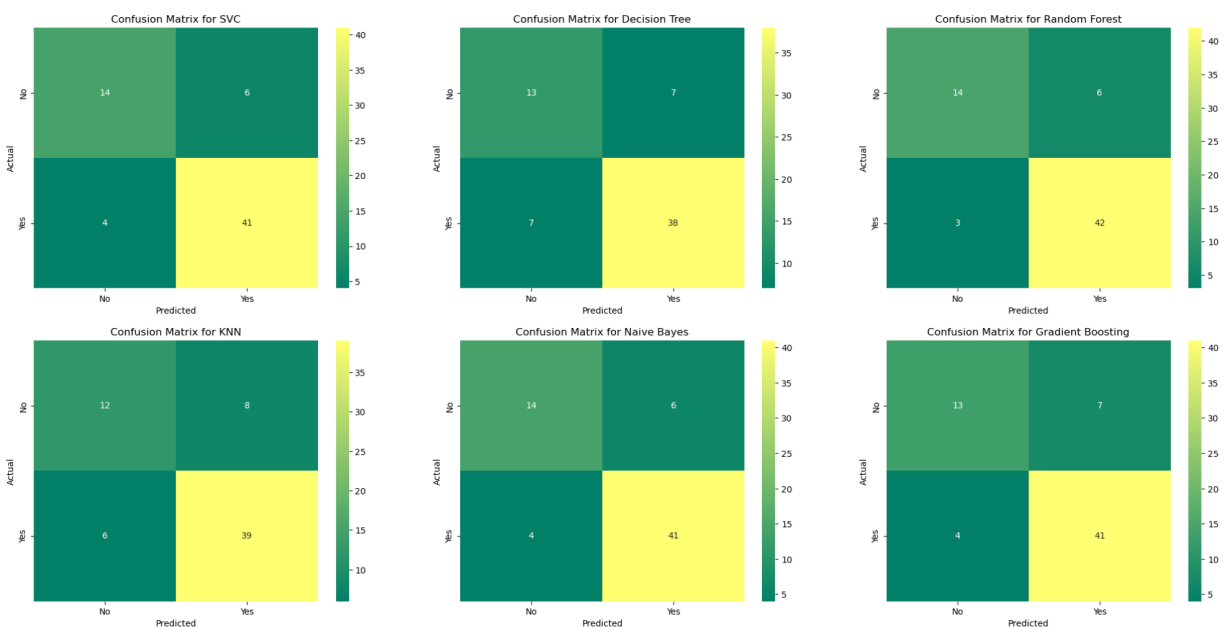 Confusion Matrix for SVC
No
14
6
40
35
30
25
20
15
10
5
Actual
Yes
4
41
No
Yes
Predicted
Confusion Matrix for Decision Tree
No
13
7
35
30
25
20
15
10
Actual
Yes
7
38
No
Yes
Predicted
Confusion Matrix for Random Forest
No
14
6
40
35
30
25
20
15
10
5
Actual
Yes
3
42
No
Yes
Predicted
Confusion Matrix for KNN
No
12
8
35
30
25
20
15
10
Actual
Yes
6
39
No
Yes
Predicted
Confusion Matrix for Naive Bayes
No
14
6
40
35
30
25
20
15
10
5
Actual
Yes
4
41
No
Yes
Predicted
Confusion Matrix for Gradient Boosting
No
13
7
40
35
30
25
20
15
10
5
Actual
Yes
4
41
No
Yes
Predicted